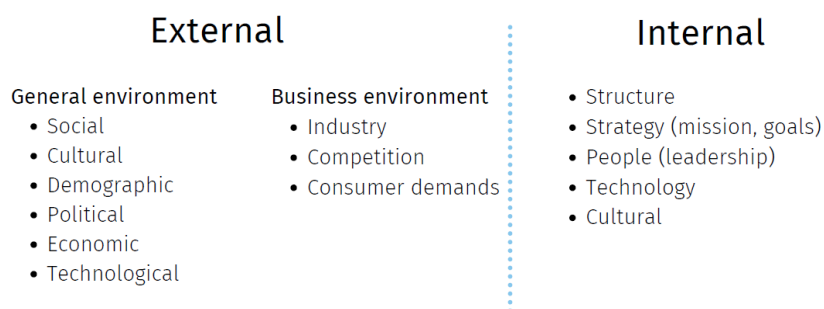 External
General environment
• Social
• Cultural
• Demographic
• Political
• Economic
• Technological
Business environment
• Industry
• Competition
• Consumer demands
Internal
• Structure
• Strategy (mission, goals)
• People (leadership)
• Technology
• Cultural